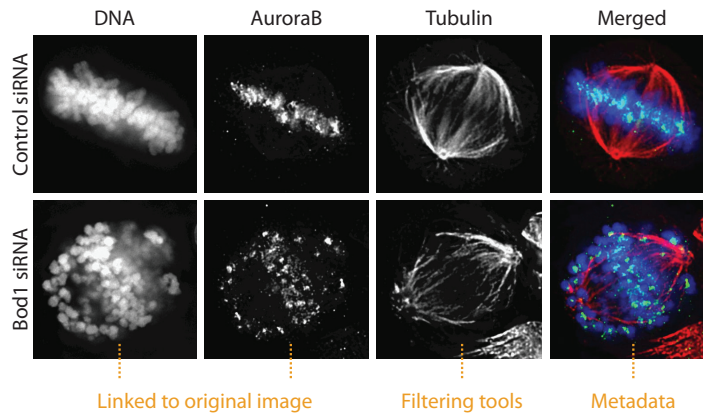 DNA AuroraB Tubulin Merged
Control siRNA
Bod1 siRNA
Linked to original image Filtering tools Metadata